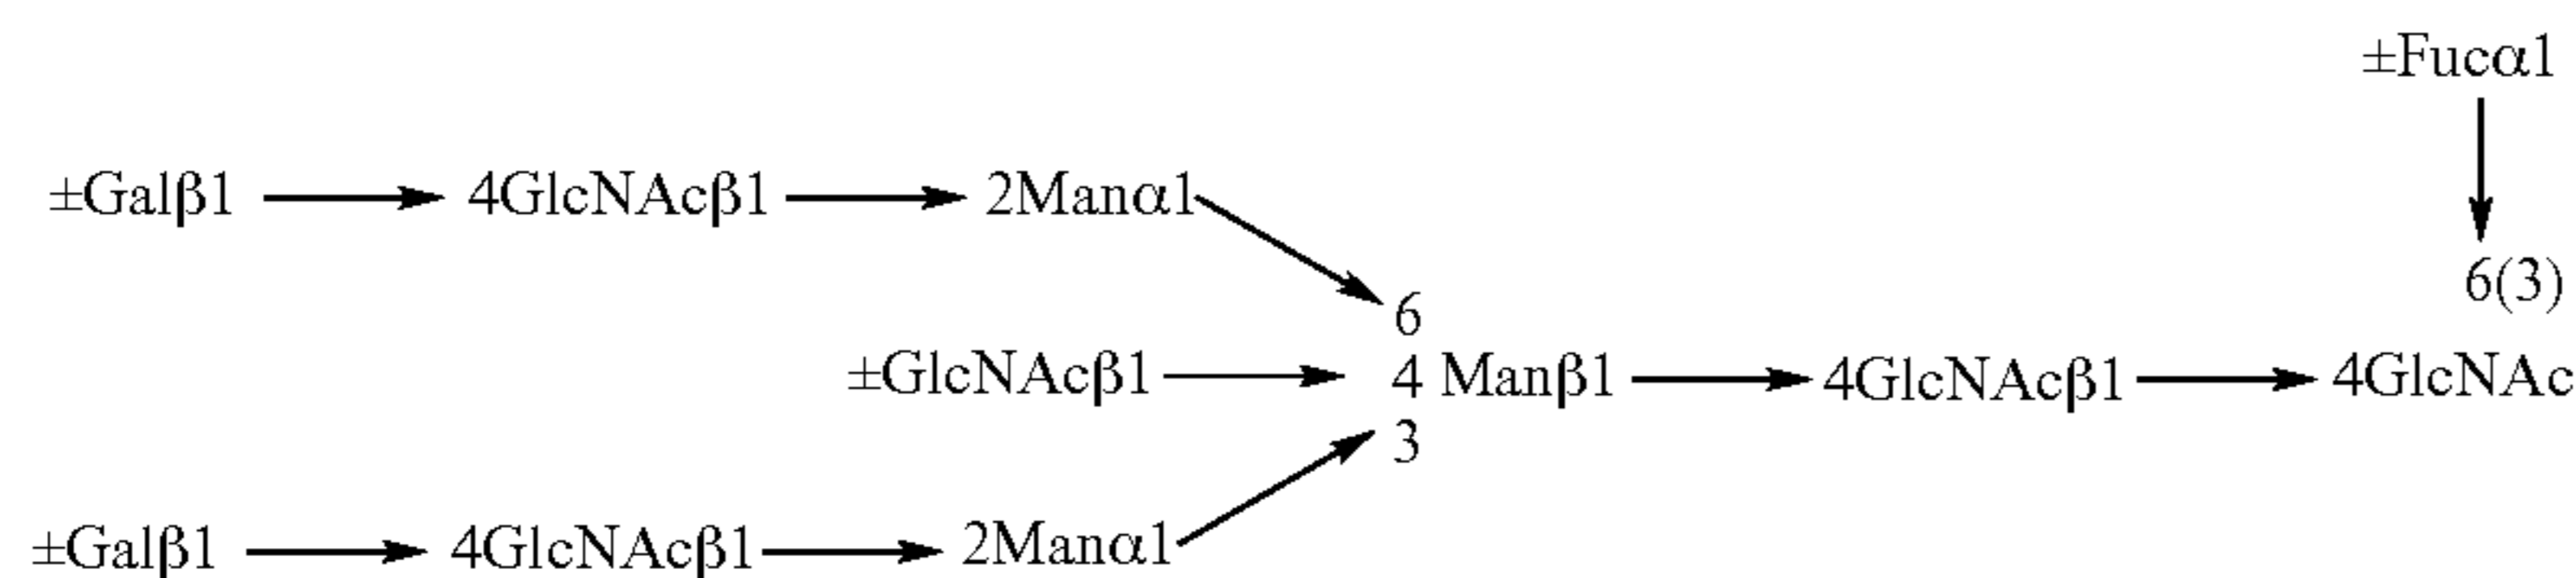 ±Fucα1
±Galβ1 4GlcNAcβ1 2Manα1
6(3)
6
±GlcNAcβ1 4 Manβ1 4GlcNAcβ1 4GlcNAc
3
±Galβ1 4GlcNAcβ1 2Manα1